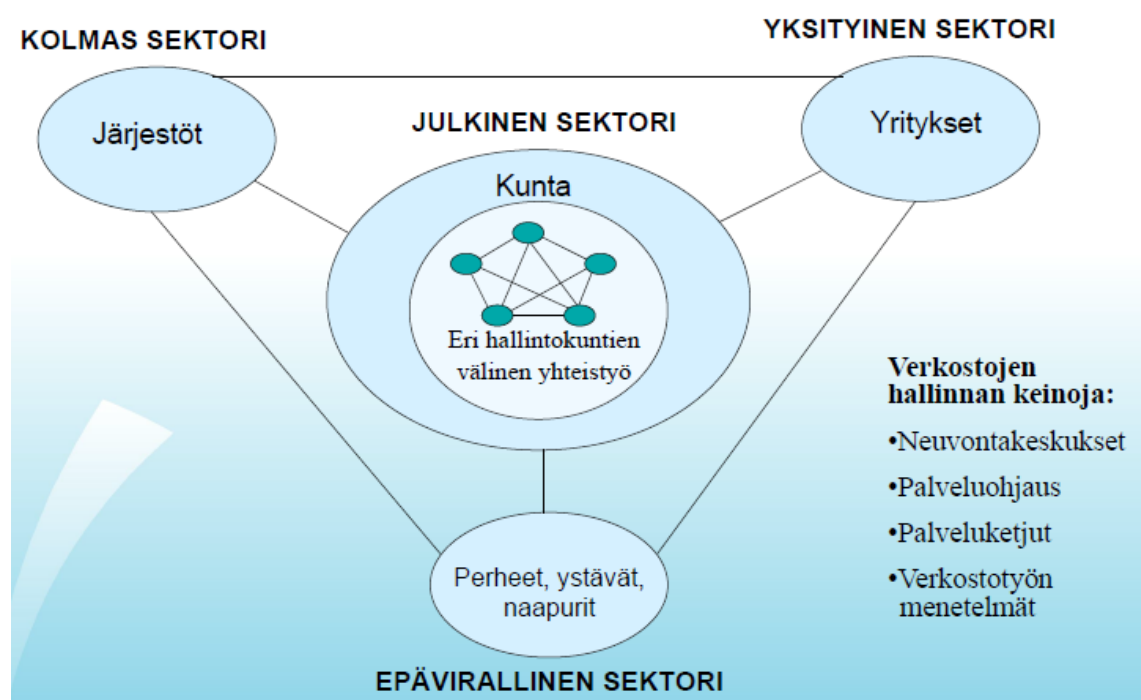 KOLMAS SEKTORI
YKSITYINEN SEKTORI
Järjestöt
JULKINEN SEKTORI
Yritykset
Kunta
Eri hallintokuntien
välinen yhteistyö
Verkostojen
hallinnan keinoja:
•Neuvontakeskukset
•Palveluohjaus
•Palveluketjut
•Verkostotyön
menetelmät
Perheet, ystävät,
naapurit
EPÄVIRALLINEN SEKTORI